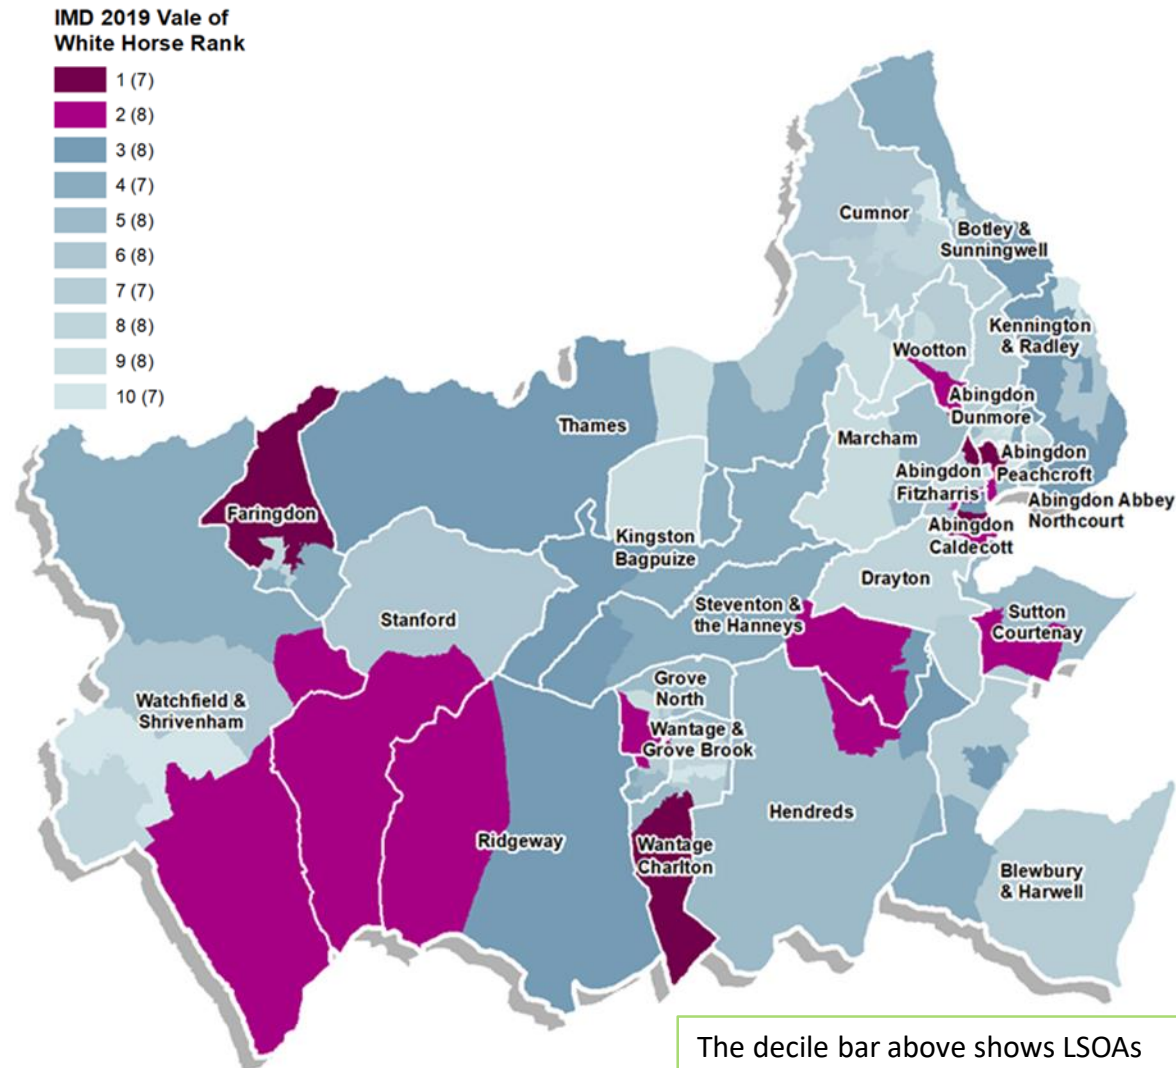 IMD 2019 Vale of
White Horse Rank
1 (7)
2 (8)
3 (8)
4 (7)
5 (8)
6 (8)
7 (7)
8 (8)
9 (8)
10 (7)
Cumnor
Botley &
Sunningwell
Kennington
& Radley
Wootton
Abingdon
Dunmore
Thames
Marcham
Abingdon
Peachcroft
Abingdon
Fitzharris
Abingdon Abbey
Northcourt
Faringdon
Kingston
Bagpuize
Abingdon
Caldecott
Drayton
Stanford
Steventon &
the Hanneys
Sutton
Courtenay
Watchfield &
Shrivenham
Grove
North
Wantage &
Grove Brook
Hendreds
Ridgeway
Wantage
Charlton
Blewbury
& Harwell
The decile bar above shows LSOAs